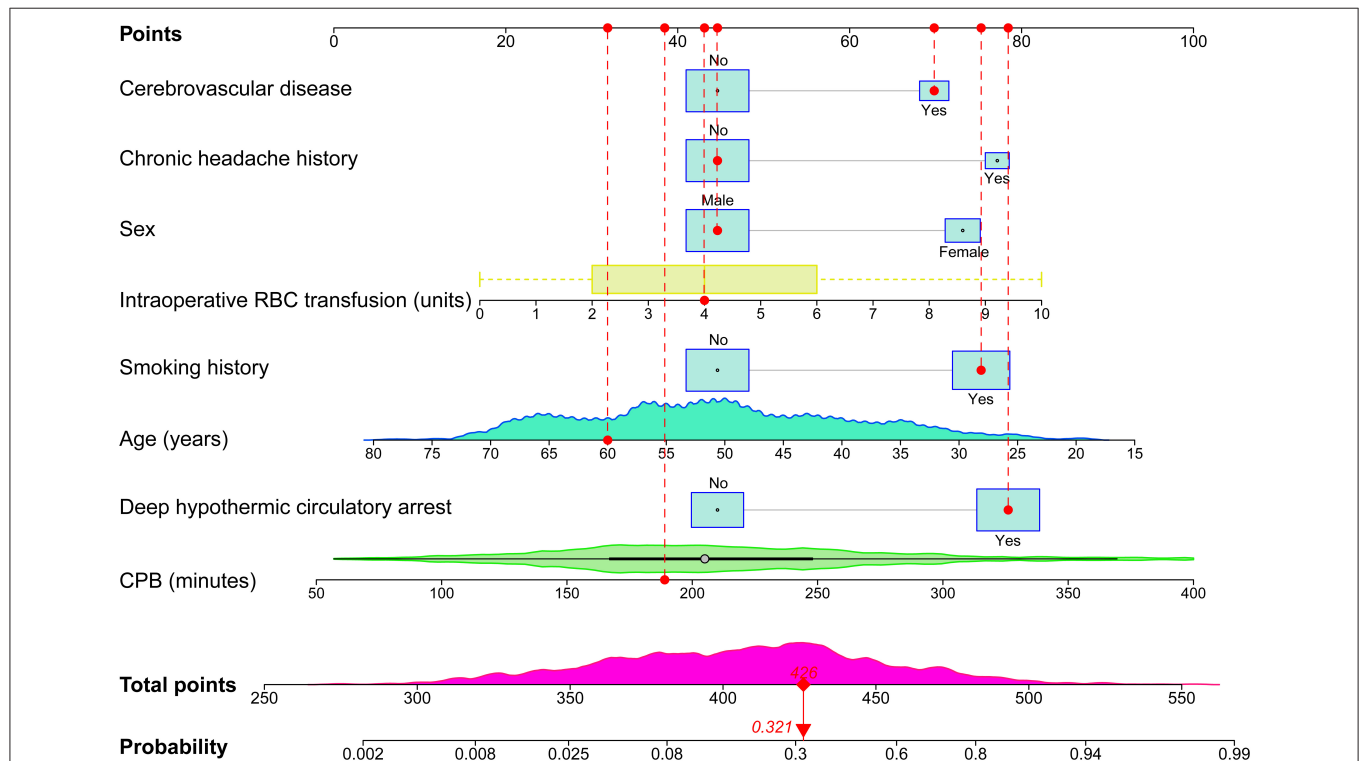 Points
0 20 40 60 80 100
No
Cerebrovascular disease
Yes
No
Chronic headache history
Yes
Male
Sex
Female
Intraoperative RBC transfusion (units)
0 1 2 3 4 5 6 7 8 9 10
No
Smoking history
Yes
Age (years)
80 75 70 65 60 55 50 45 40 35 30 25 20 15
No
Deep hypothermic circulatory arrest
Yes
CPB (minutes)
50 100 150 200 250 300 350 400
426
Total points
250 300 350 400 450 500 550
0.321
Probability
0.002 0.008 0.025 0.08 0.3 0.6 0.8 0.94 0.99